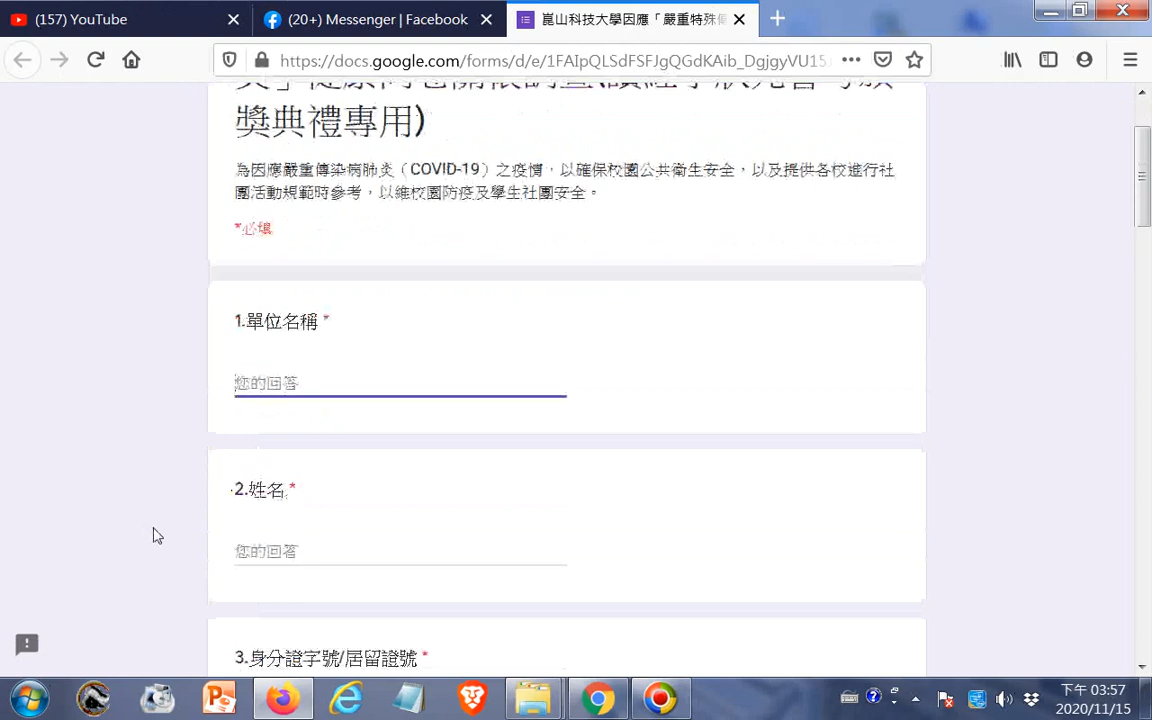 (157) YouTube
(20+) Messenger | Facebook
崑山科技大學因應「嚴重特殊
https://docs.google.com/forms/d/e/1FAIpQLSdFSFJgQGdKAib_DgjgyVU15
獎典禮專用)
為因應嚴重傳染病肺炎（COVID-19）之疫情，以確保校園公共衛生安全，以及提供各校進行社
團活動規範時參考，以維校園防疫及學生社團安全。
*必填
1.單位名稱 *
您的回答
2.姓名 *
您的回答
3.身分證字號/居留證號 *
下午 03:57
2020/11/15